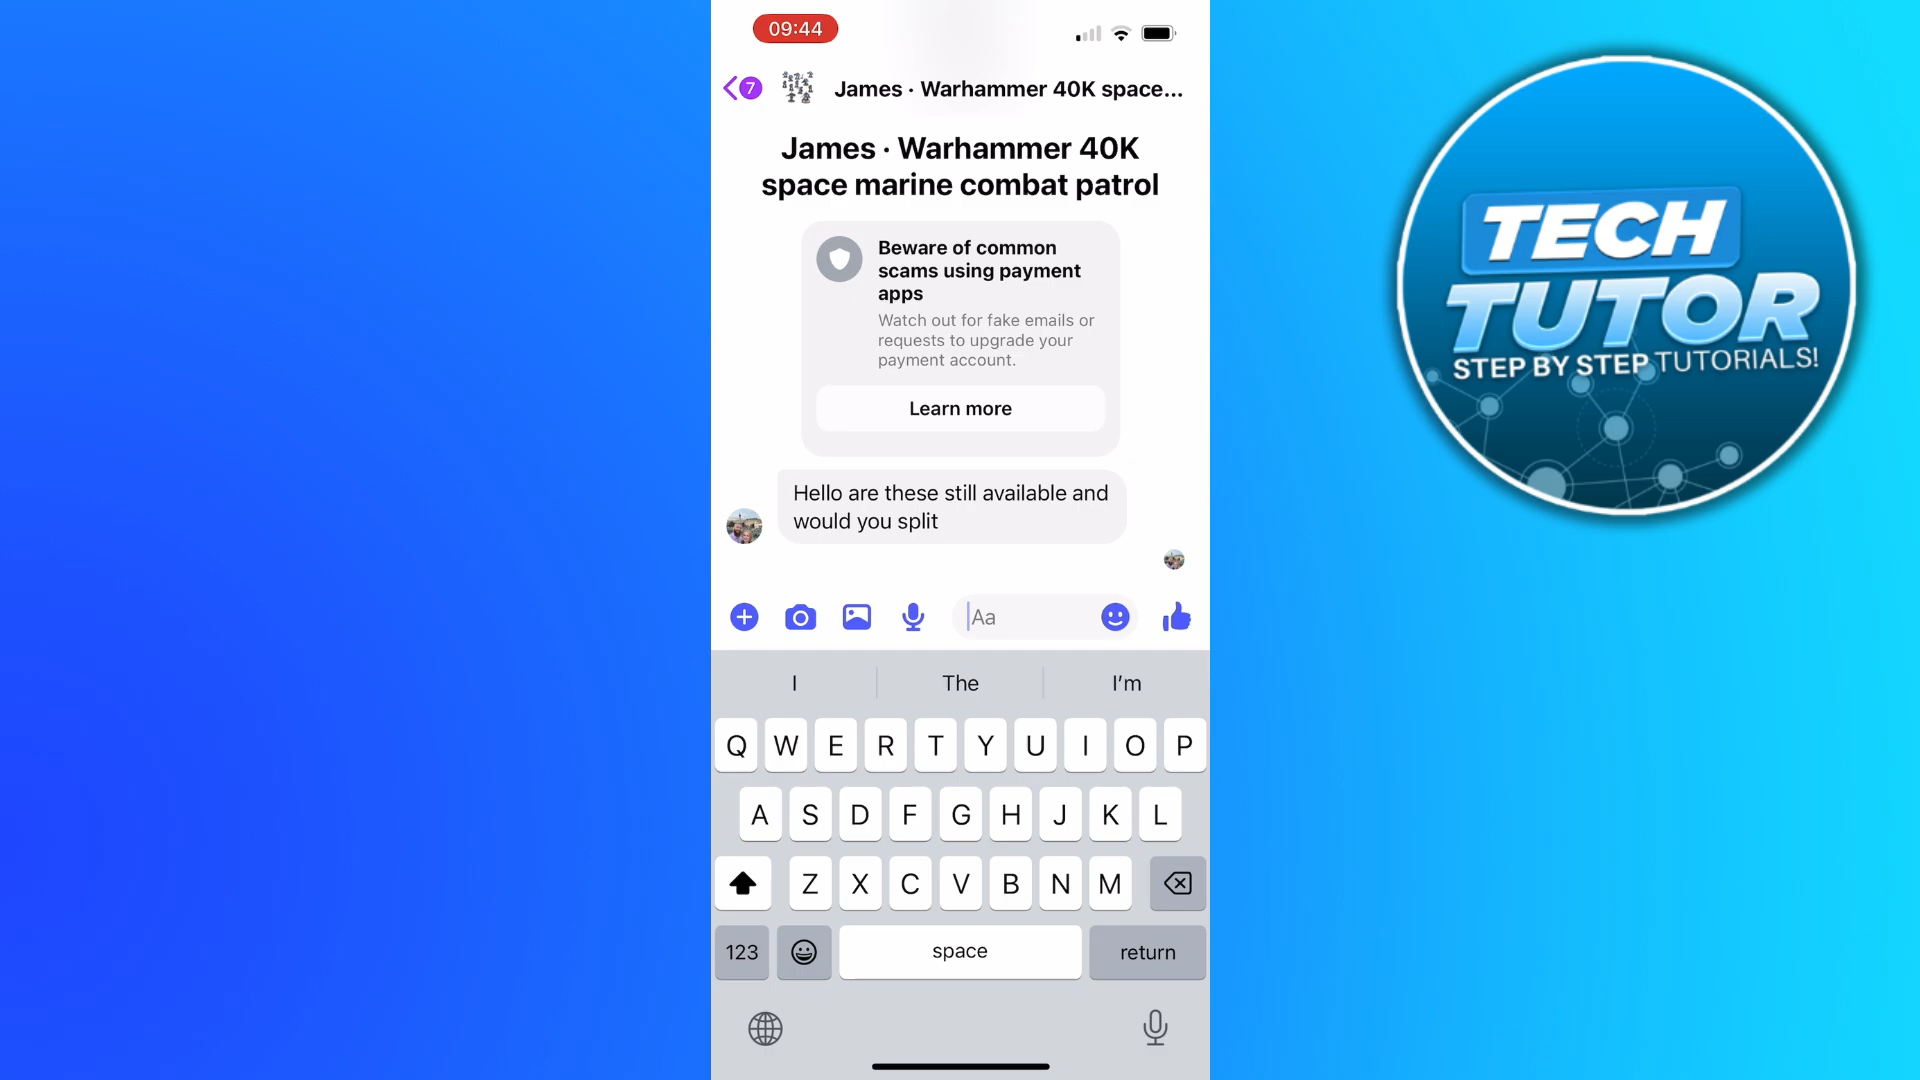 09:44
7
James · Warhammer 40K space...
James · Warhammer 40K
space marine combat patrol
Beware of common
scams using payment
apps
Watch out for fake emails or
requests to upgrade your
payment account.
Learn more
Hello are these still available and
would you split
Aa
I
The
I'm
Q W E R T Y U I O P
A S D F G H J K L
Z X C V B N M
123
space
return
TECH
TUTOR
STEP BY STEP TUTORIALS!